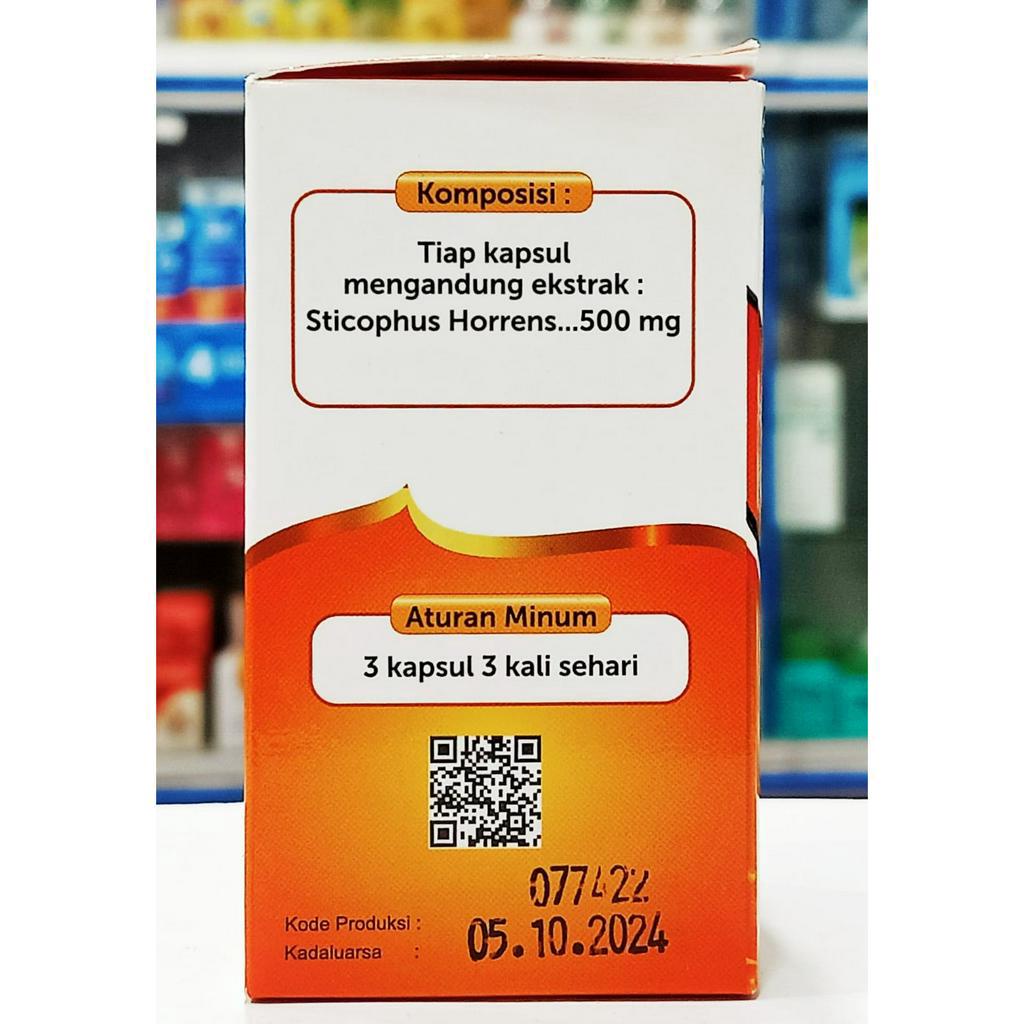 Komposisi :
Tiap kapsul
mengandung ekstrak :
Sticophus Horrens...500 mg
Aturan Minum
3 kapsul 3 kali sehari
077422
Kode Produksi :
05.10.2024
Kadaluarsa :